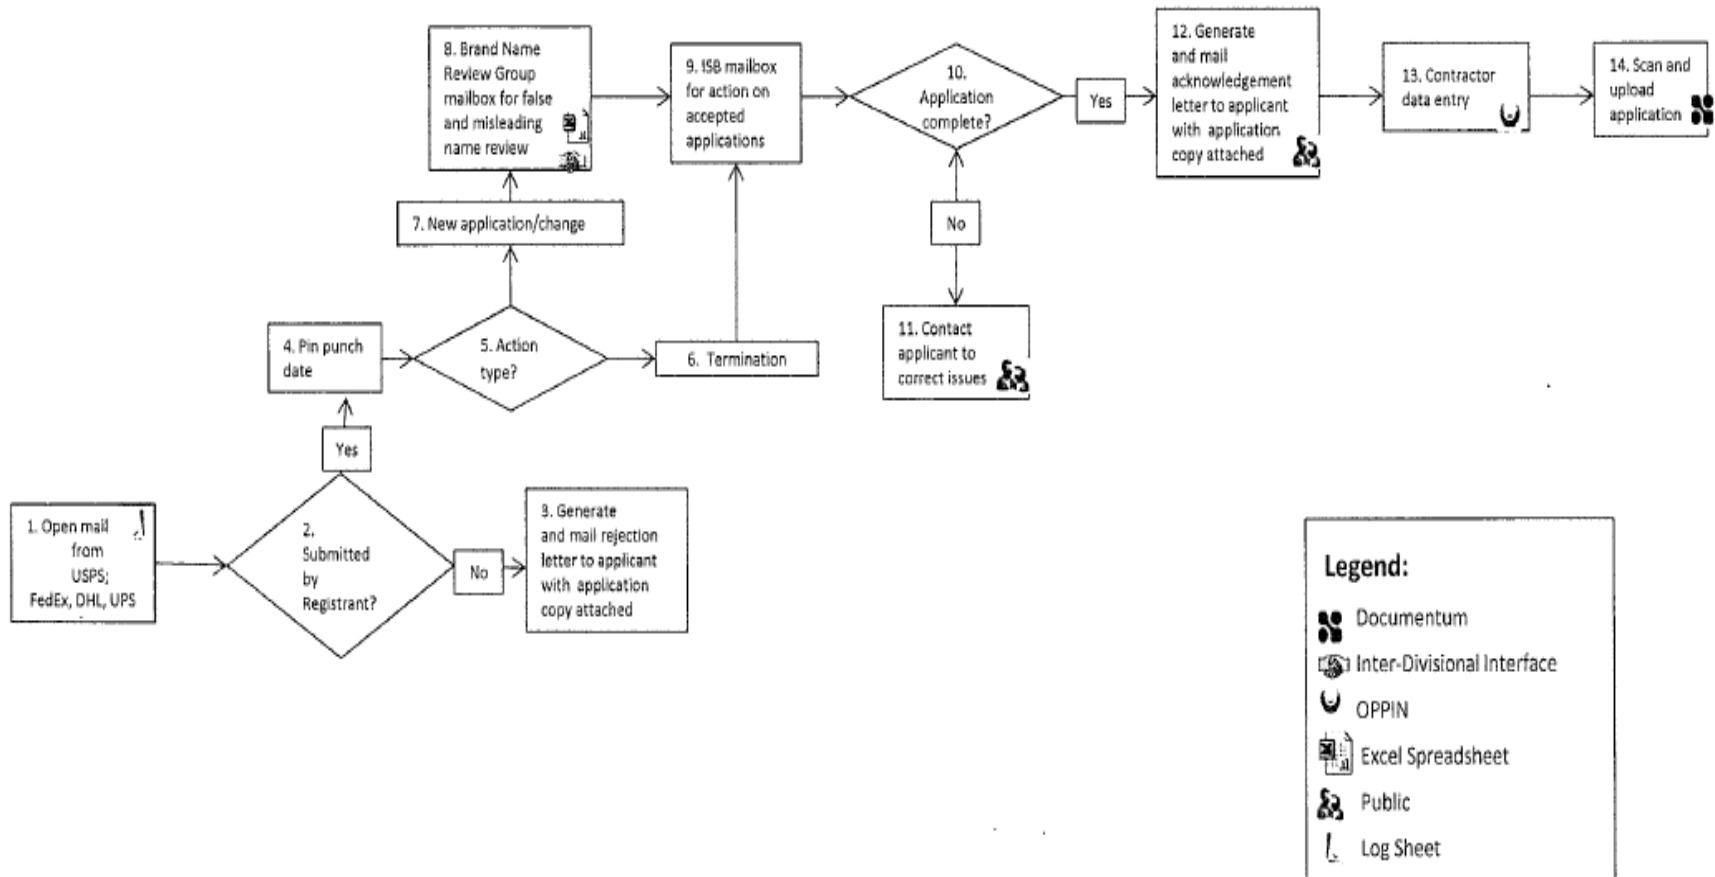 1. Open mail
from
USPS;
FedEx, DHL, UPS
2.
Submitted
by
Registrant?
No
3. Generate
and mail rejection
letter to applicant
with application
copy attached
Yes
4. Pin punch
date
5. Action
type?
6. Termination
7. New application/change
8. Brand Name
Review Group
mailbox for false
and misleading
name review
9. ISB mailbox
for action on
accepted
applications
10.
Application
complete?
No
11. Contact
applicant to
correct issues
Yes
12. Generate
and mail
acknowledgement
letter to applicant
with application
copy attached
13. Contractor
data entry
14. Scan and
upload
application
Legend:
Documentum
Inter-Divisional Interface
OPPIN
Excel Spreadsheet
Public
Log Sheet